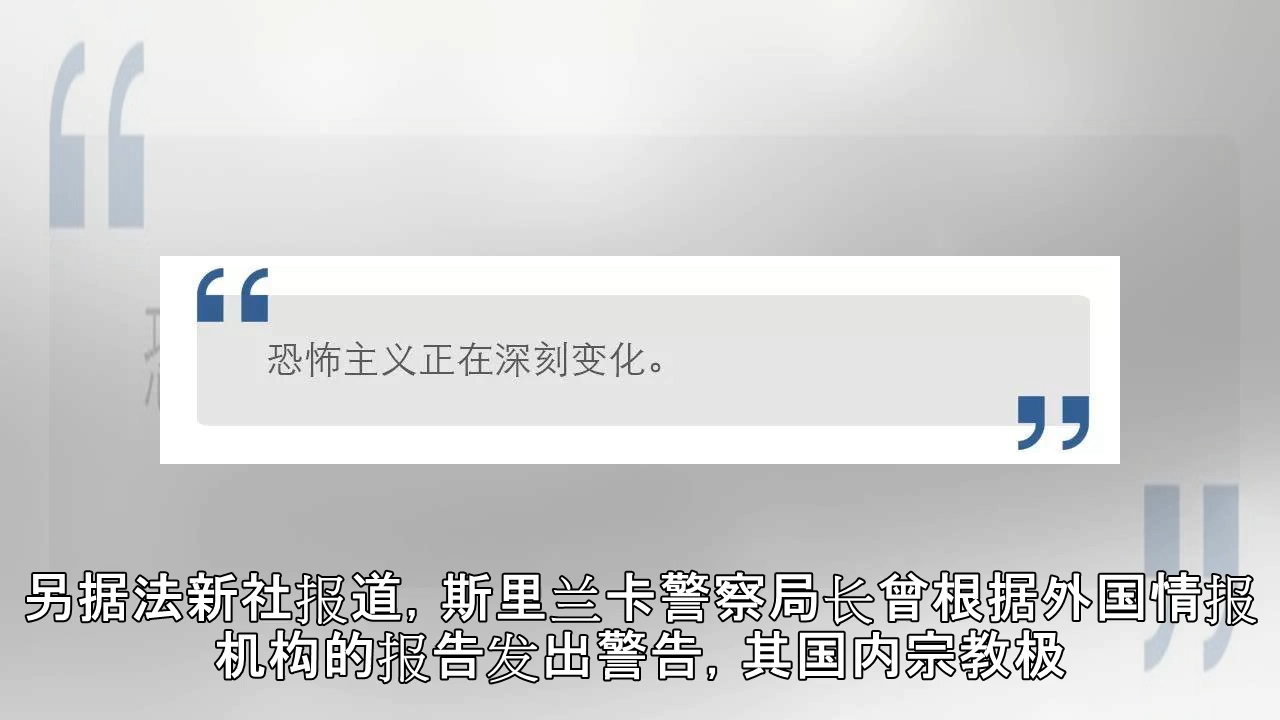 恐怖主义正在深刻变化。
另据法新社报道, 斯里兰卡警察局长曾根据外国情报
机构的报告发出警告, 其国内宗教极